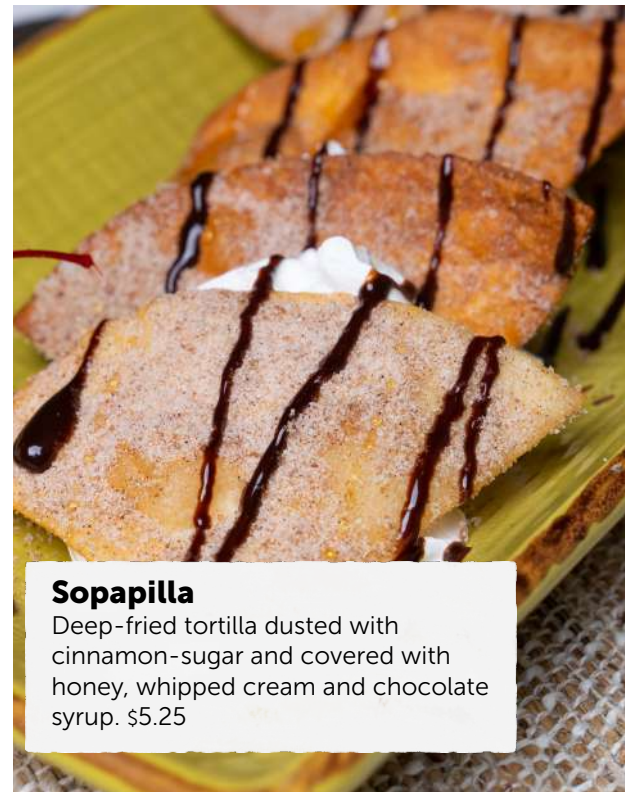 Sopapilla
Deep-fried tortilla dusted with
cinnamon-sugar and covered with
honey, whipped cream and chocolate
syrup. $5.25